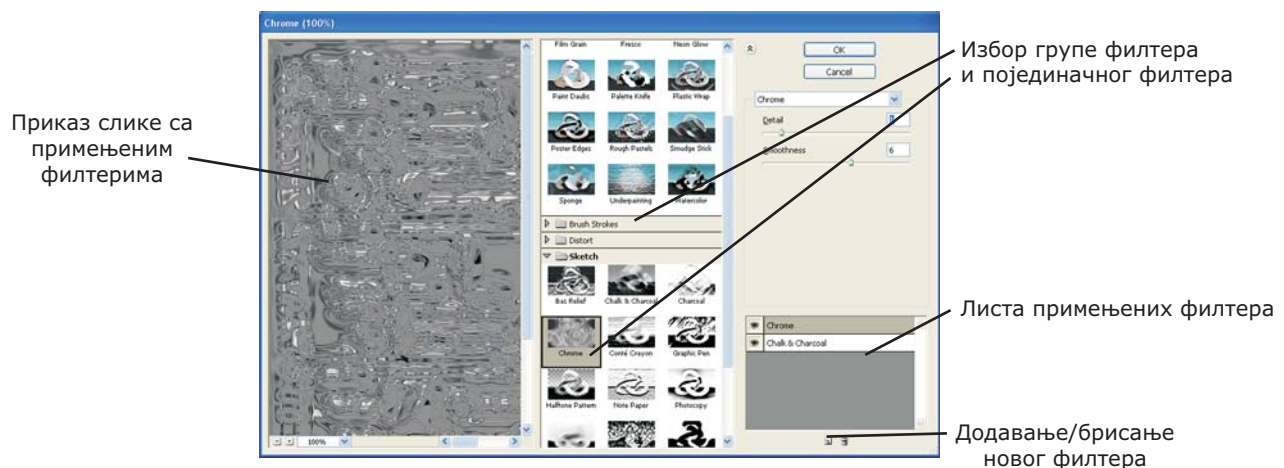 Chrome (100%)
Приказ слике са
примењеним
филтерима
Film Grain Fresco Neon Glow
Paint Daubs Palette Knife Plastic Wrap
Poster Edges Rough Pastels Smudge Stick
Sponge Underpainting Watercolor
Brush Strokes
Distort
Sketch
Bas Relief Chalk & Charcoal Charcoal
Chrome Conté Crayon Graphic Pen
Halftone Pattern Note Paper Photocopy
100%
OK
Cancel
Chrome
Detail
Smoothness 6
Chrome
Chalk & Charcoal
Избор групе филтера
и појединачног филтера
Листа примењених филтера
Додавање/брисање
новог филтера